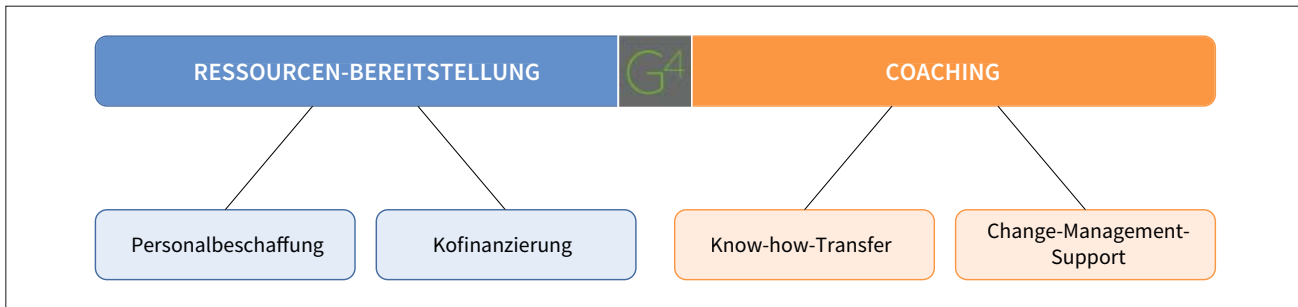 RESSOURCEN-BEREITSTELLUNG
G4
COACHING
Personalbeschaffung
Kofinanzierung
Know-how-Transfer
Change-Management-
Support